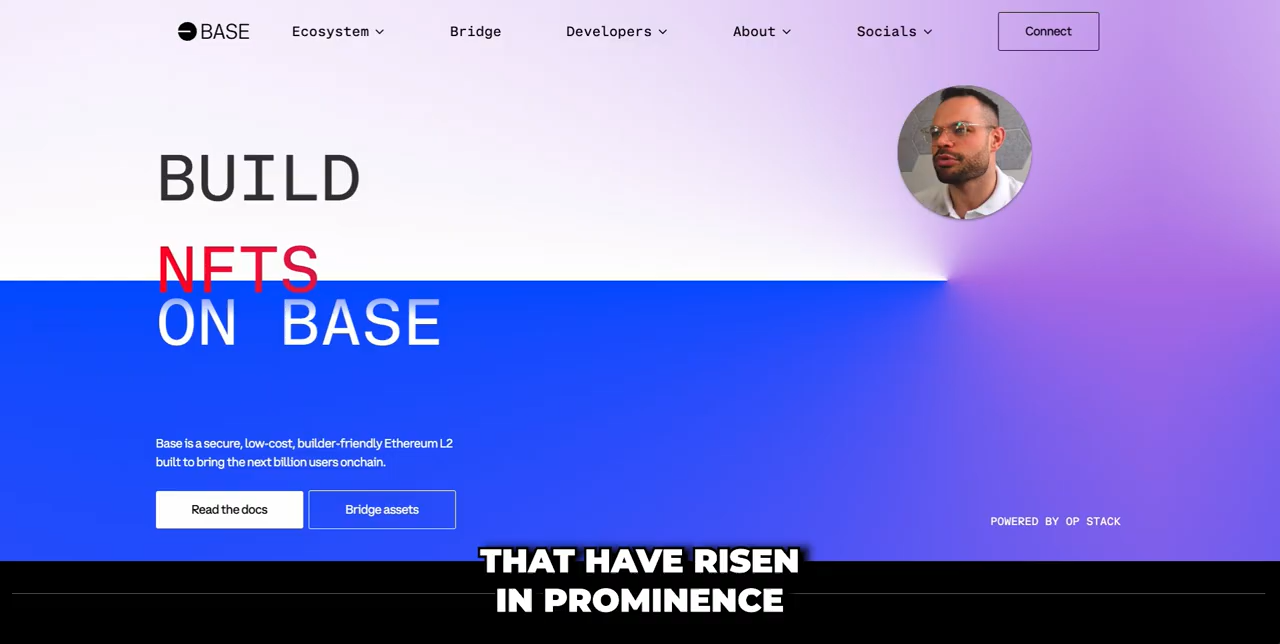 BASE
Ecosystem
Bridge
Developers
About
Socials
Connect
BUILD
NFTS
ON BASE
Base is a secure, low-cost, builder-friendly Ethereum L2
built to bring the next billion users onchain.
Read the docs
Bridge assets
POWERED BY OP STACK
THAT HAVE RISEN
IN PROMINENCE